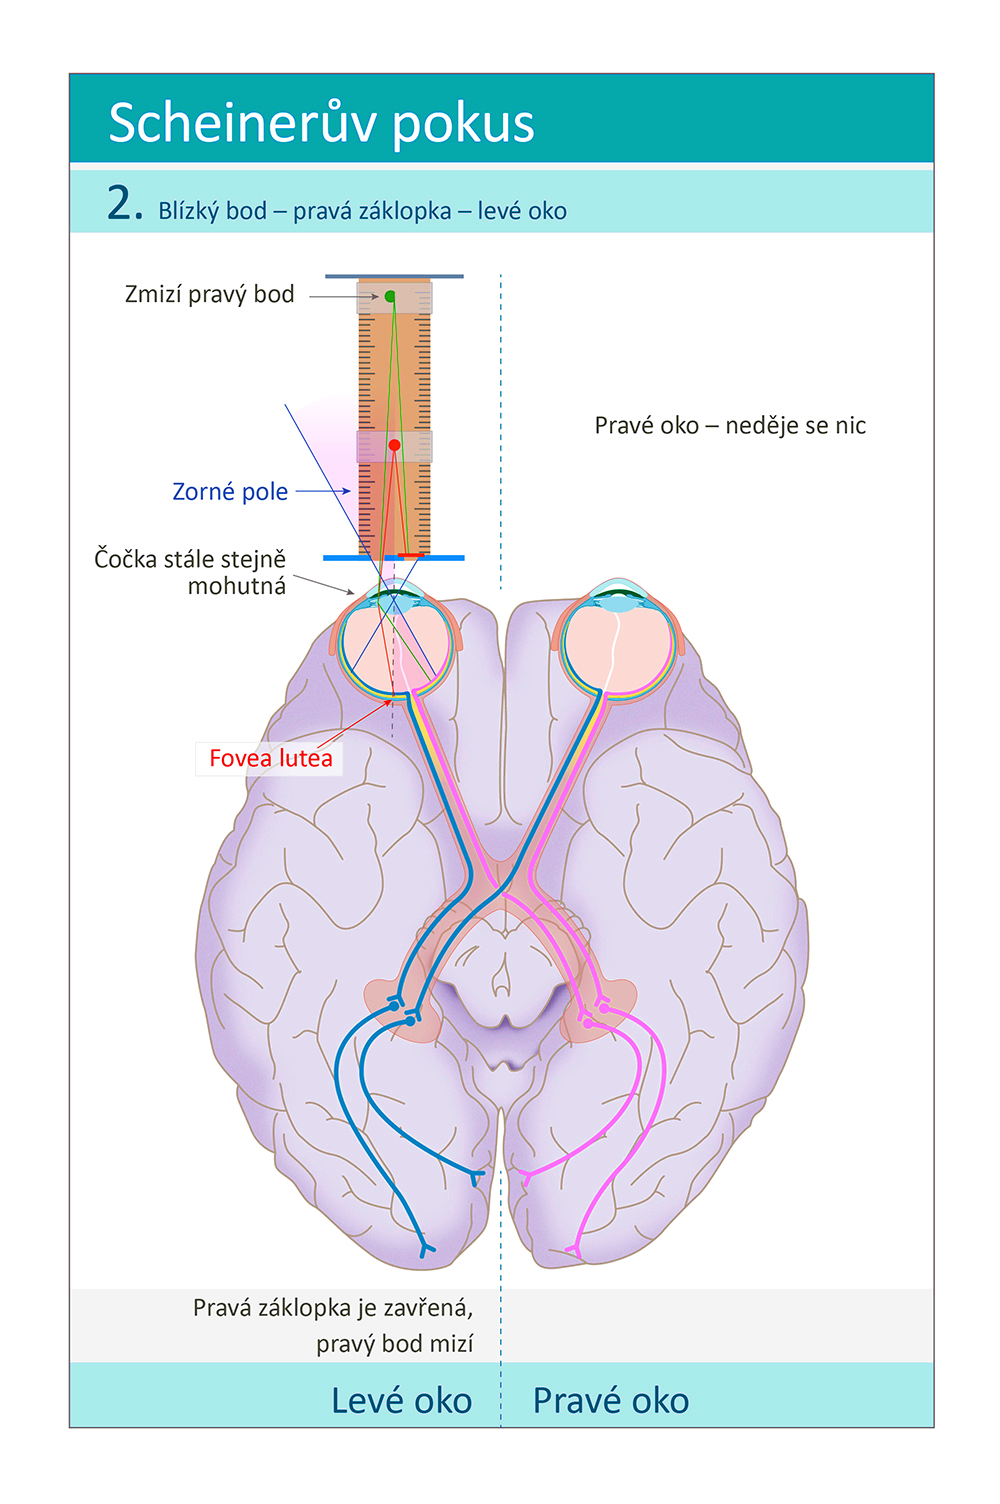 Scheinerův pokus
2. Blízký bod – pravá záklopka – levé oko
Zmizí pravý bod
Pravé oko – neděje se nic
Zorné pole
Čočka stále stejně
mohutná
Fovea lutea
Pravá záklopka je zavřená,
pravý bod mizí
Levé oko
Pravé oko